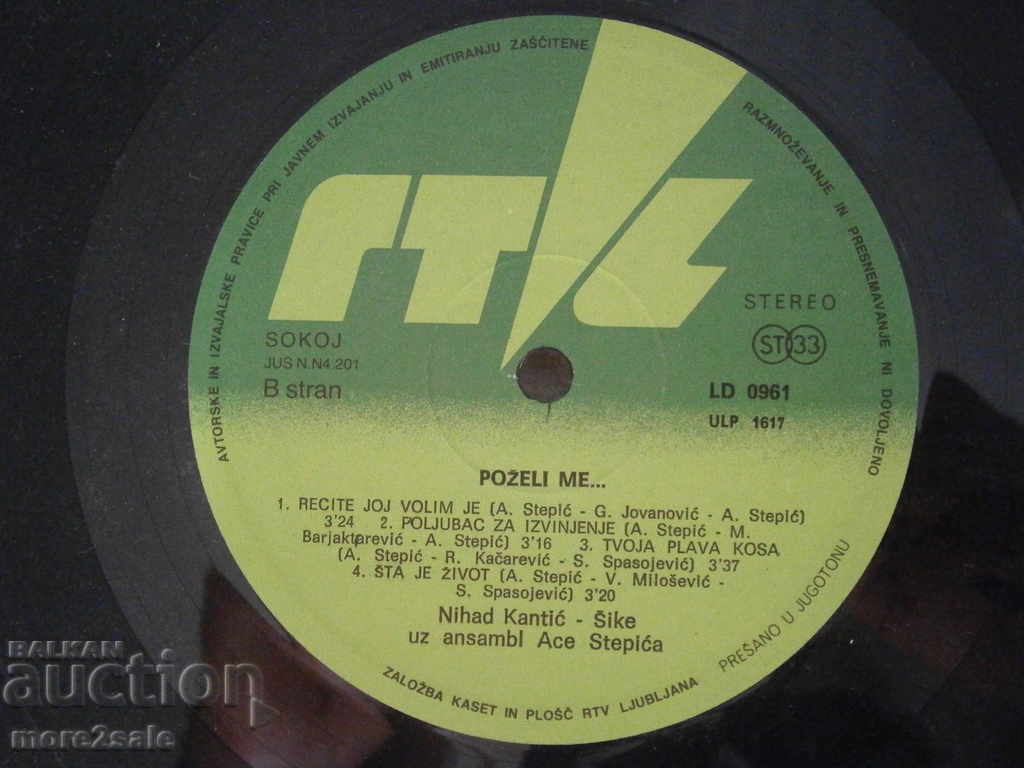 AVTORSKE IN IZVAJALSKE PRAVICE PRI JAVNEM IZVAJANJU IN EMITIRANJU ZAŠČITENE
RAZMNOŽEVANJE IN PRESNEMAVANJE NI DOVOLJENO
rtl
SOKOJ
JUS N.N4.201
B stran
STEREO
ST 33
LD 0961
ULP 1617
POŽELI ME...
1. RECITE JOJ VOLIM JE (A. Stepić - G. Jovanović - A. Stepić)
3'24 2. POLJUBAC ZA IZVINJENJE (A. Stepić - M.
Barjaktarević - A. Stepić) 3'16 3. TVOJA PLAVA KOSA
(A. Stepić - R. Kačarević - S. Spasojević) 3'37
4. ŠTA JE ŽIVOT (A. Stepić - V. Milošević -
S. Spasojević) 3'20
Nihad Kantić - Šike
uz ansambl Ace Stepića
ZALOŽBA KASET IN PLOŠČ RTV LJUBLJANA
PREŠANO U JUGOTONU
BALKAN
auction
more2sale